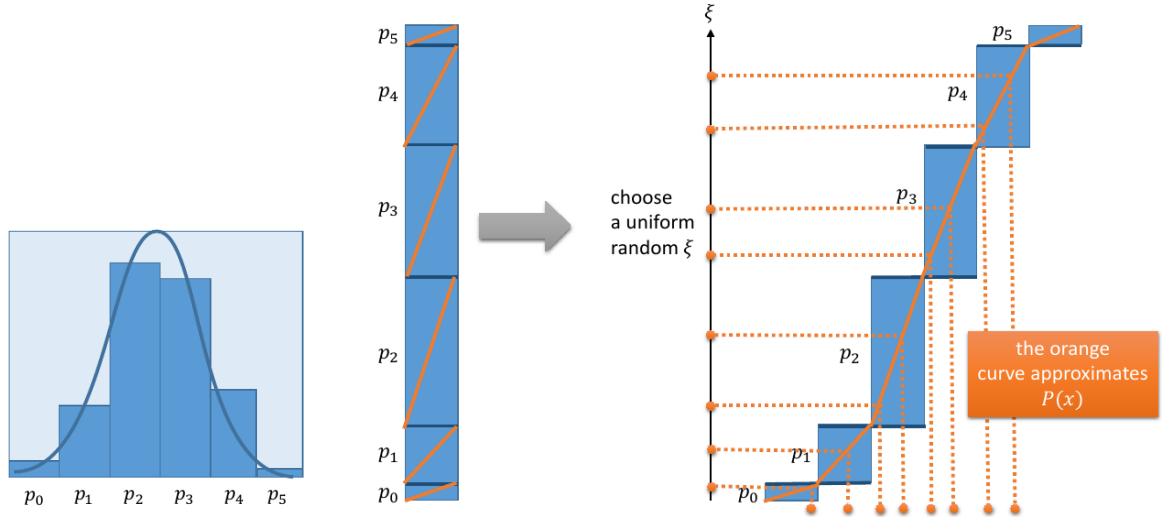 p₀ p₁ p₂ p₃ p₄ p₅
p₅
p₄
p₃
p₂
p₁
p₀
choose
a uniform
random ξ
ξ
p₅
p₄
p₃
p₂
p₁
p₀
the orange
curve approximates
P(x)